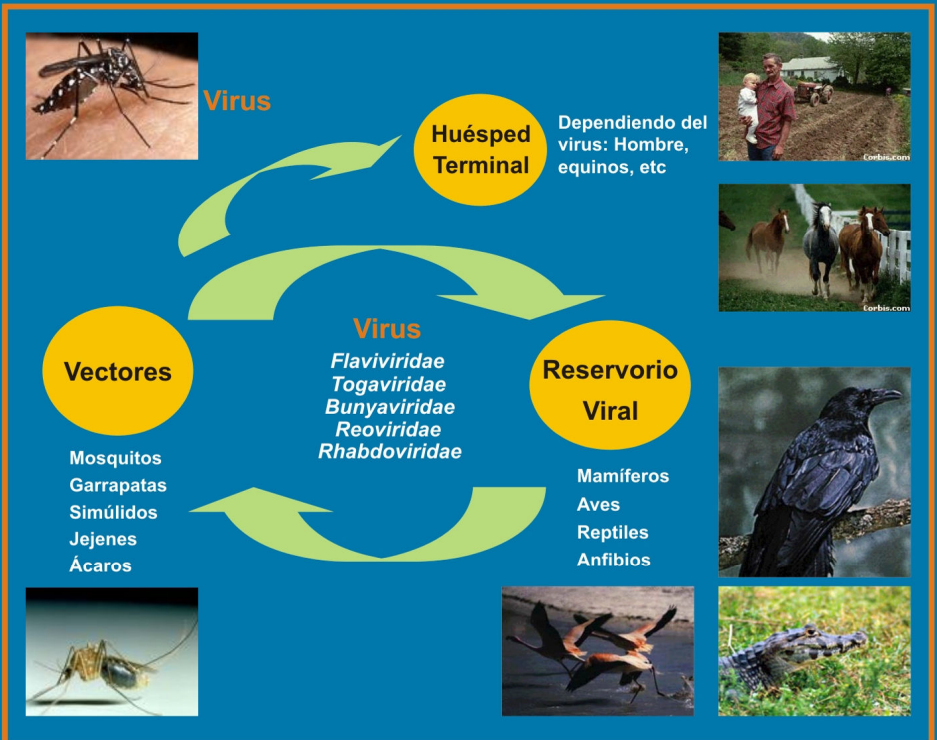 Virus
Huésped
Terminal
Dependiendo del
virus: Hombre,
equinos, etc
Corbis.com
Corbis.com
Vectores
Virus
Flaviviridae
Togaviridae
Bunyaviridae
Reoviridae
Rhabdoviridae
Reservorio
Viral
Mosquitos
Garrapatas
Simúlidos
Jejenes
Ácaros
Mamíferos
Aves
Reptiles
Anfibios